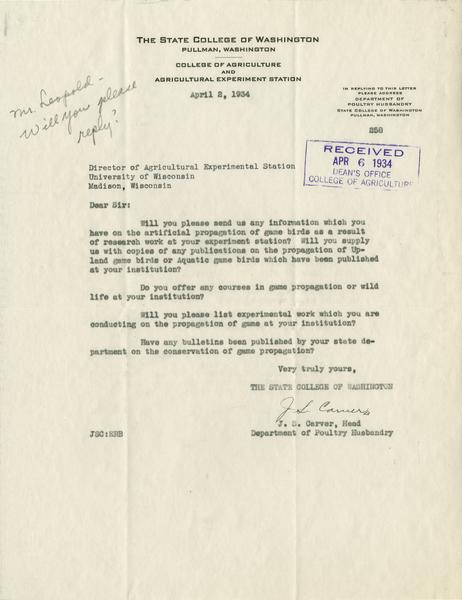 THE STATE COLLEGE OF WASHINGTON
PULLMAN, WASHINGTON
COLLEGE OF AGRICULTURE
AND
AGRICULTURAL EXPERIMENT STATION
April 2, 1934
IN REPLYING TO THIS LETTER
PLEASE ADDRESS
DEPARTMENT OF
POULTRY HUSBANDRY
STATE COLLEGE OF WASHINGTON
PULLMAN, WASHINGTON
258
Mr. Leopold -
Will you please
reply?
RECEIVED
APR 6 1934
DEAN'S OFFICE
COLLEGE OF AGRICULTURE
Director of Agricultural Experimental Station
University of Wisconsin
Madison, Wisconsin
Dear Sir:
Will you please send us any information which you
have on the artificial propagation of game birds as a result
of research work at your experiment station? Will you supply
us with copies of any publications on the propagation of Up-
land game birds or Aquatic game birds which have been published
at your institution?
Do you offer any courses in game propagation or wild
life at your institution?
Will you please list experimental work which you are
conducting on the propagation of game at your institution?
Have any bulletins been published by your state de-
partment on the conservation of game propagation?
Very truly yours,
THE STATE COLLEGE OF WASHINGTON
J S Carver
J. S. Carver, Head
Department of Poultry Husbandry
JSC:ERB